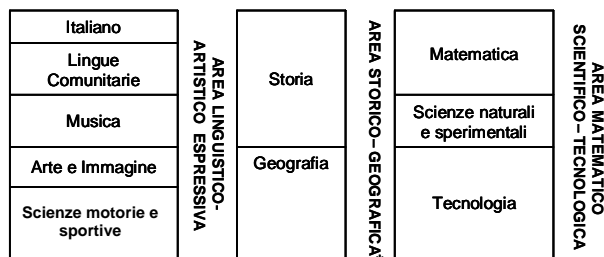 Italiano
Lingue
Comunitarie
Musica
Arte e Immagine
Scienze motorie e
sportive
AREA LINGUISTICO-
ARTISTICO ESPRESSIVA
Storia
Geografia
AREA STORICO–GEOGRAFICA
Matematica
Scienze naturali
e sperimentali
Tecnologia
AREA MATEMATICO
SCIENTIFICO–TECNOLOGICA